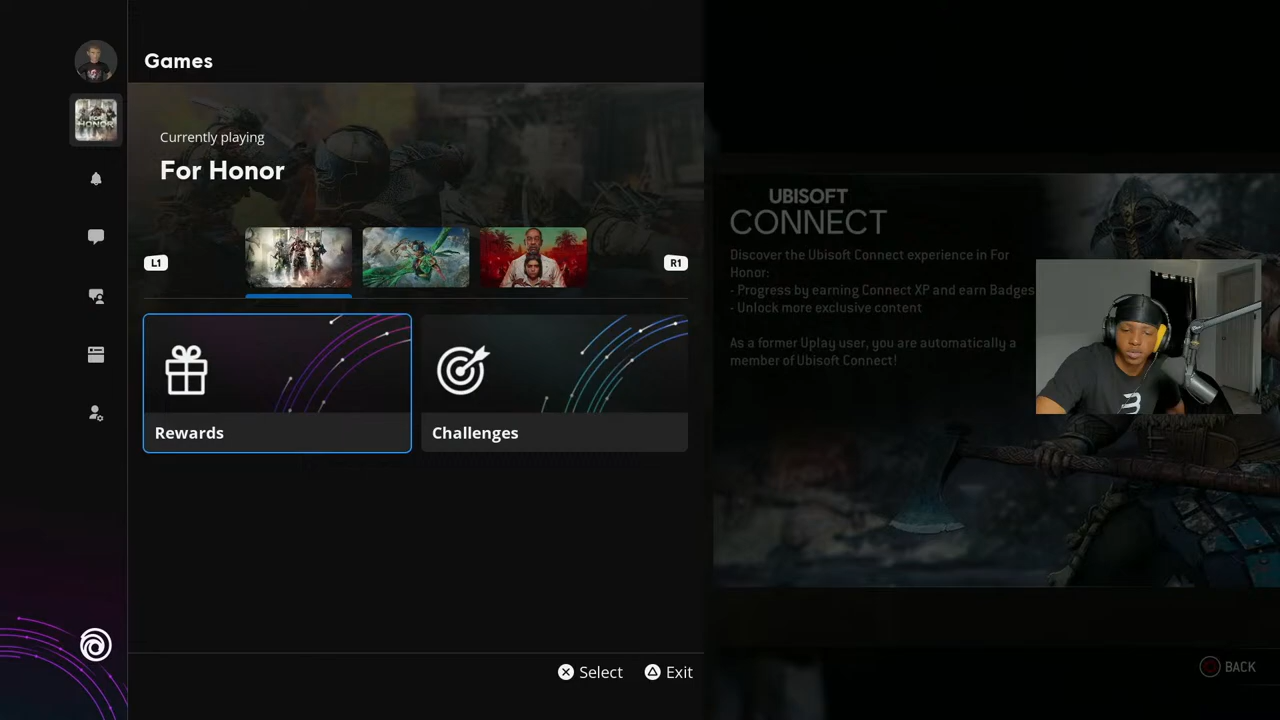 Games
FOR
HONOR
Currently playing
For Honor
L1
R1
Rewards
Challenges
Select
Exit
UBISOFT
CONNECT
Discover the Ubisoft Connect experience in For
Honor:
- Progress by earning Connect XP and earn Badges
- Unlock more exclusive content
As a former Uplay user, you are automatically a
member of Ubisoft Connect!
BACK